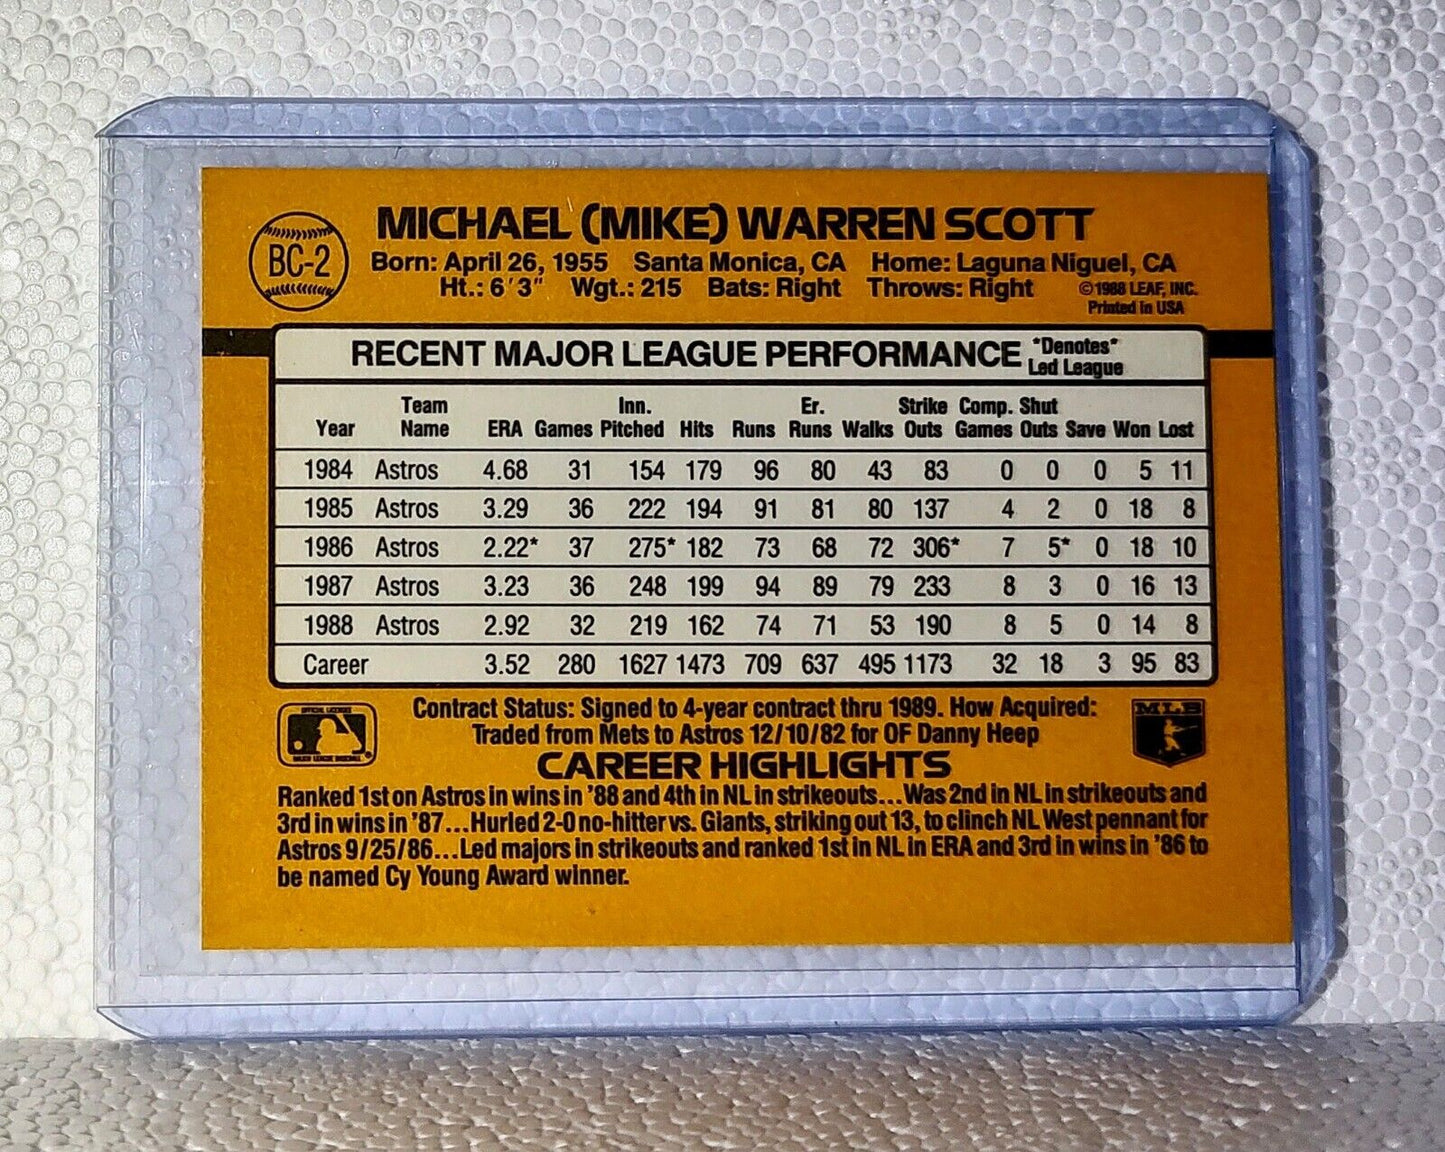 BC-2
MICHAEL (MIKE) WARREN SCOTT
Born: April 26, 1955 Santa Monica, CA Home: Laguna Niguel, CA
Ht.: 6'3" Wgt.: 215 Bats: Right Throws: Right ©1988 LEAF, INC.
Printed in USA
RECENT MAJOR LEAGUE PERFORMANCE *Denotes*
Led League
Team Inn. Er. Strike Comp. Shut
Year Name ERA Games Pitched Hits Runs Runs Walks Outs Games Outs Save Won Lost
1984 Astros 4.68 31 154 179 96 80 43 83 0 0 0 5 11
1985 Astros 3.29 36 222 194 91 81 80 137 4 2 0 18 8
1986 Astros 2.22* 37 275* 182 73 68 72 306* 7 5* 0 18 10
1987 Astros 3.23 36 248 199 94 89 79 233 8 3 0 16 13
1988 Astros 2.92 32 219 162 74 71 53 190 8 5 0 14 8
Career 3.52 280 1627 1473 709 637 495 1173 32 18 3 95 83
Contract Status: Signed to 4-year contract thru 1989. How Acquired:
Traded from Mets to Astros 12/10/82 for OF Danny Heep
OFFICIAL LICENSEE
MAJOR LEAGUE BASEBALL
®
MLB
CAREER HIGHLIGHTS
Ranked 1st on Astros in wins in '88 and 4th in NL in strikeouts...Was 2nd in NL in strikeouts and
3rd in wins in '87...Hurled 2-0 no-hitter vs. Giants, striking out 13, to clinch NL West pennant for
Astros 9/25/86...Led majors in strikeouts and ranked 1st in NL in ERA and 3rd in wins in '86 to
be named Cy Young Award winner.